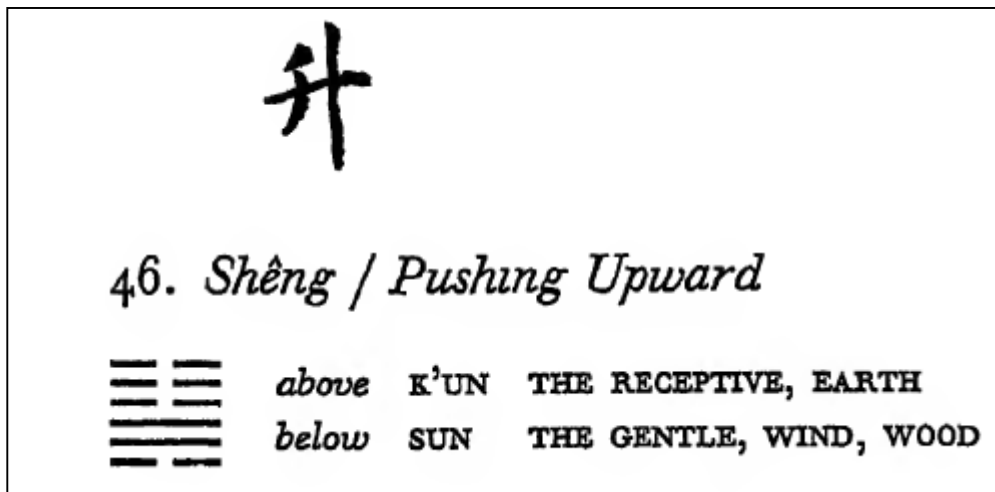 升
46. Shêng / Pushing Upward
above K'UN THE RECEPTIVE, EARTH
below SUN THE GENTLE, WIND, WOOD